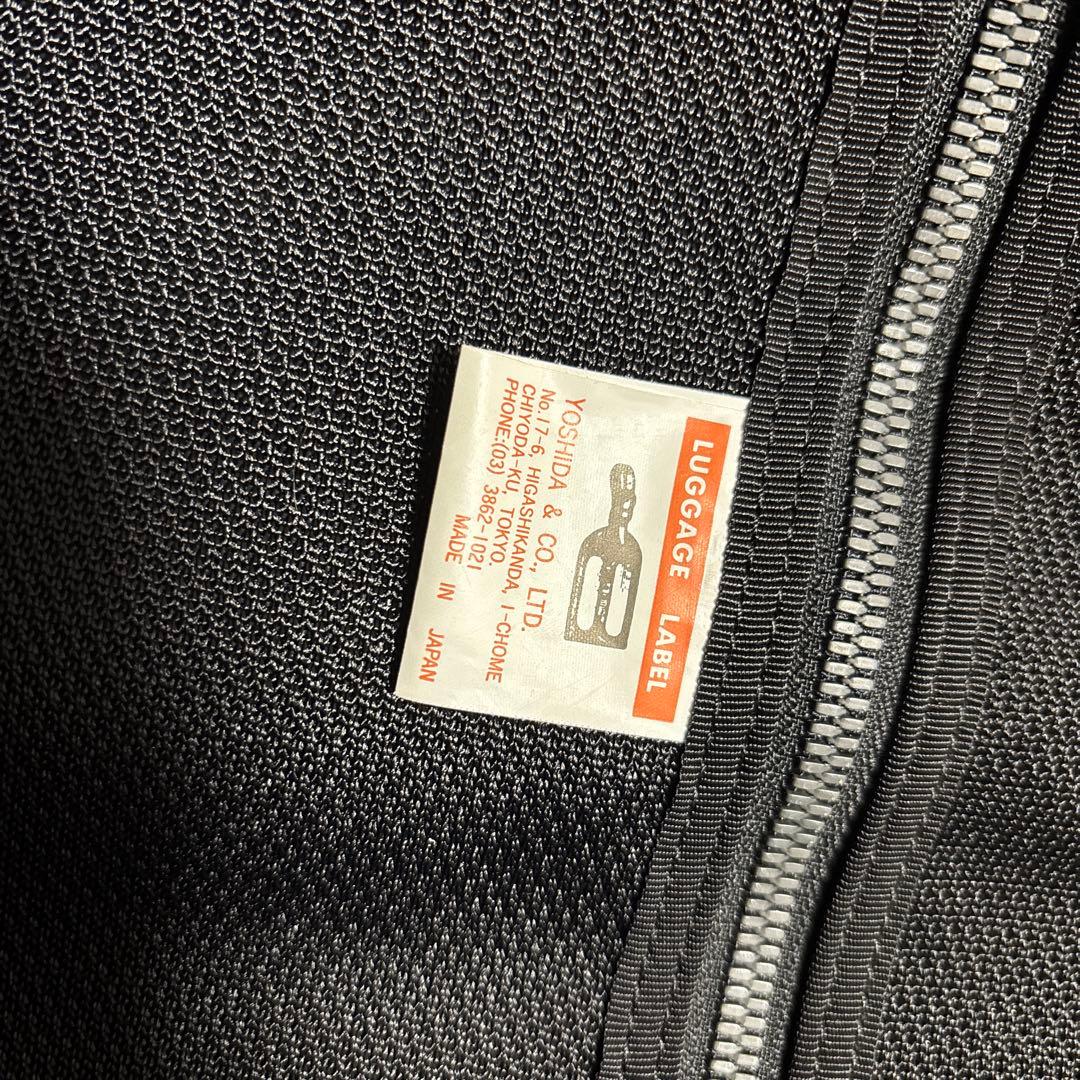 LUGGAGE LABEL
YOSHiDA & CO., LTD.
No.17-6, HIGASHIKANDA, 1-CHOME
CHIYODA-KU, TOKYO,
PHONE:(03) 3862-1021
MADE IN JAPAN